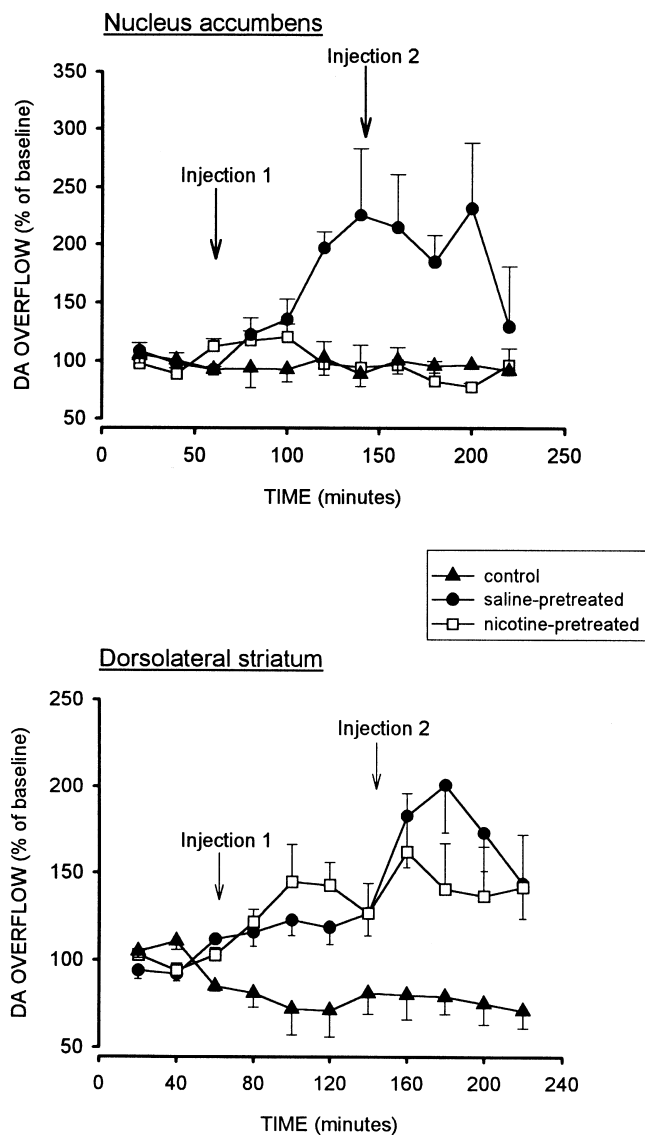 Nucleus accumbens
Injection 2
350
300
Injection 1
250
200
150
100
50
DA OVERFLOW (% of baseline)
0 50 100 150 200 250
TIME (minutes)
control
saline-pretreated
nicotine-pretreated
Dorsolateral striatum
250
Injection 2
200
Injection 1
150
100
50
DA OVERFLOW (% of baseline)
0 40 80 120 160 200 240
TIME (minutes)